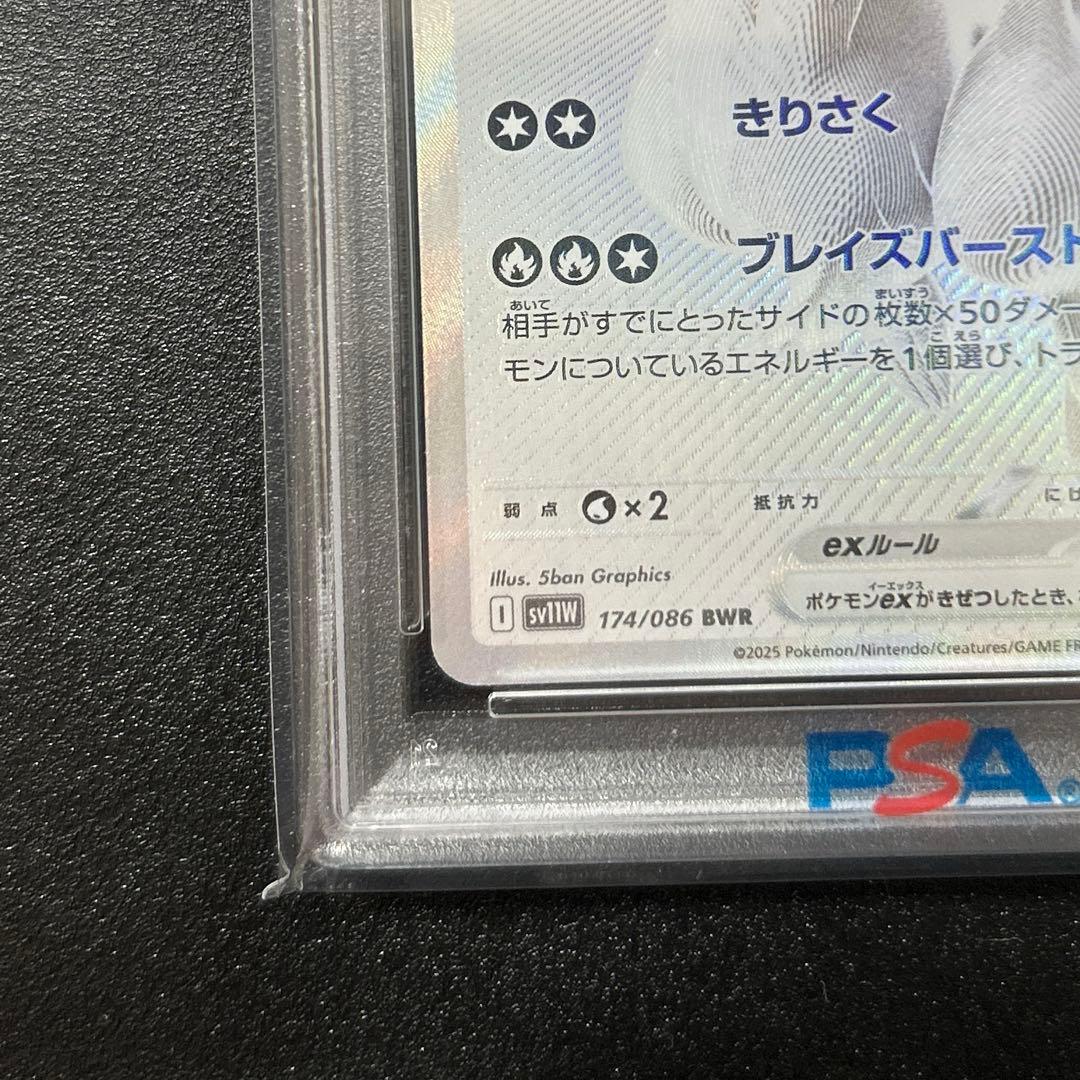 きりさく
ブレイズバースト
あいて まいすう
相手がすでにとったサイドの枚数×50ダメー
こ えら
モンについているエネルギーを1個選び、トラ
弱点 ×2 抵抗力 にげ
exルール
Illus. 5ban Graphics
イーエックス
ポケモンexがきぜつしたとき、
I sv11W 174/086 BWR
©2025 Pokémon/Nintendo/Creatures/GAME FR
PSA®